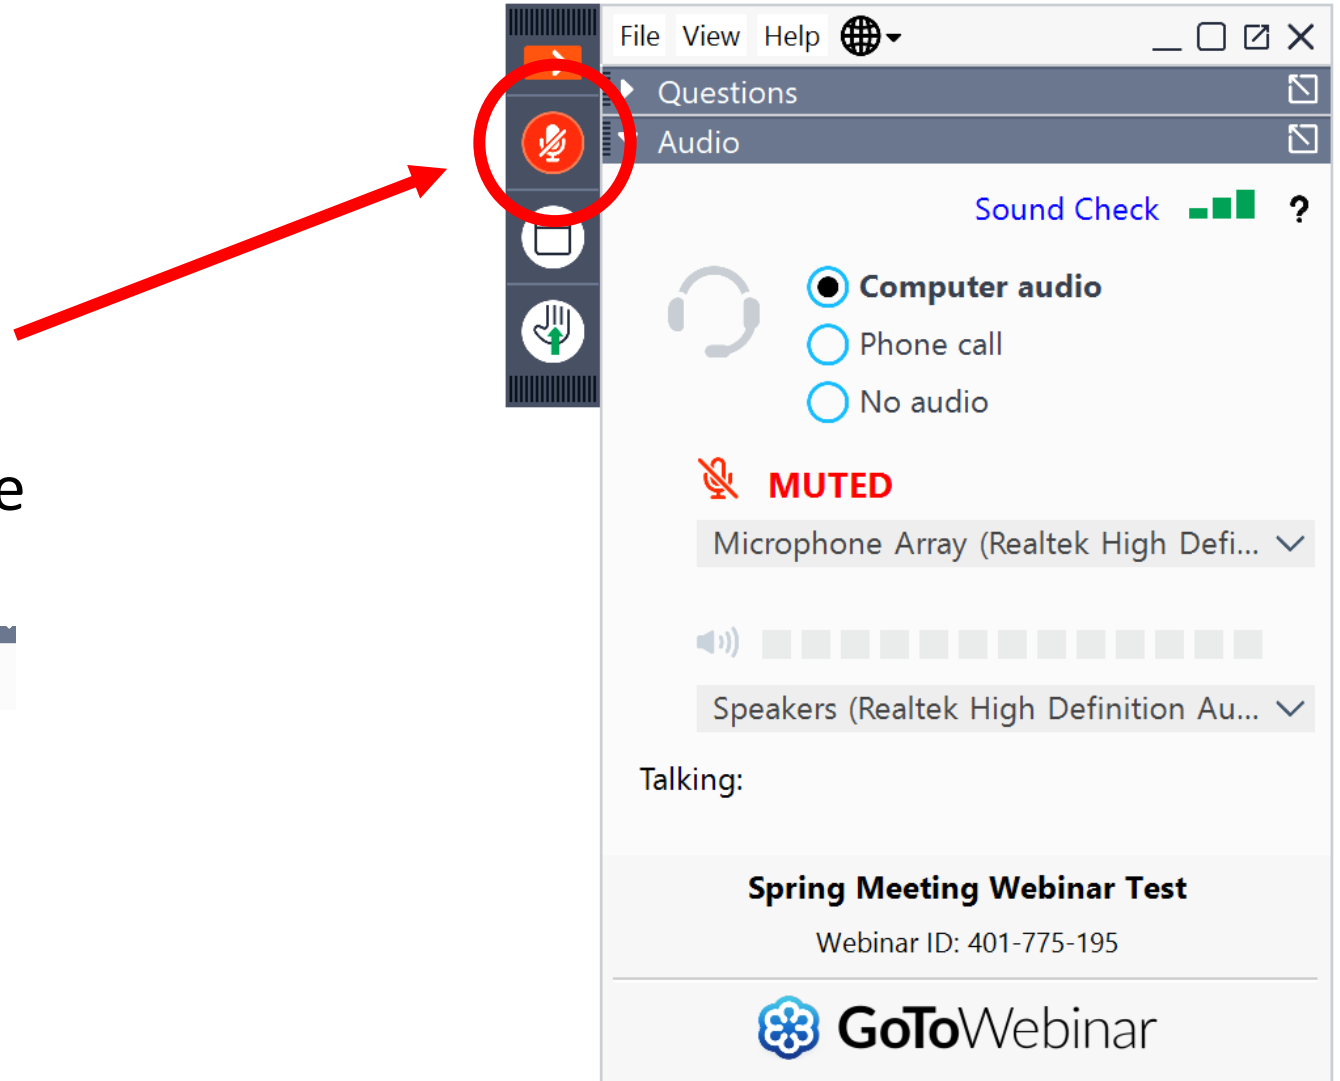 File View Help
Questions
Audio
Sound Check ?
Computer audio
Phone call
No audio
e
MUTED
Microphone Array (Realtek High Defi...
Speakers (Realtek High Definition Au...
Talking:
Spring Meeting Webinar Test
Webinar ID: 401-775-195
GoToWebinar